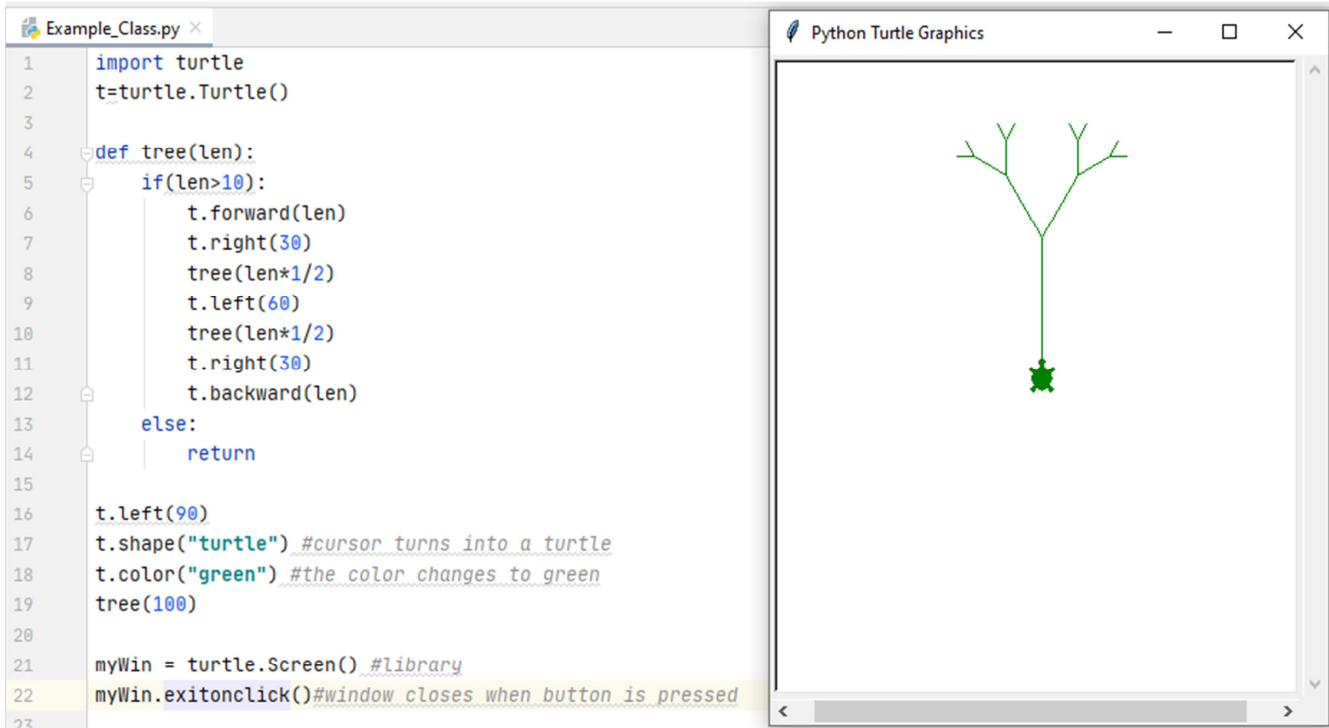 Example_Class.py
Python Turtle Graphics
1 import turtle
2 t=turtle.Turtle()
3
4 def tree(len):
5     if(len>10):
6         t.forward(len)
7         t.right(30)
8         tree(len*1/2)
9         t.left(60)
10         tree(len*1/2)
11         t.right(30)
12         t.backward(len)
13     else:
14         return
15
16 t.left(90)
17 t.shape("turtle") #cursor turns into a turtle
18 t.color("green") #the color changes to green
19 tree(100)
20
21 myWin = turtle.Screen() #library
22 myWin.exitonclick()#window closes when button is pressed
23